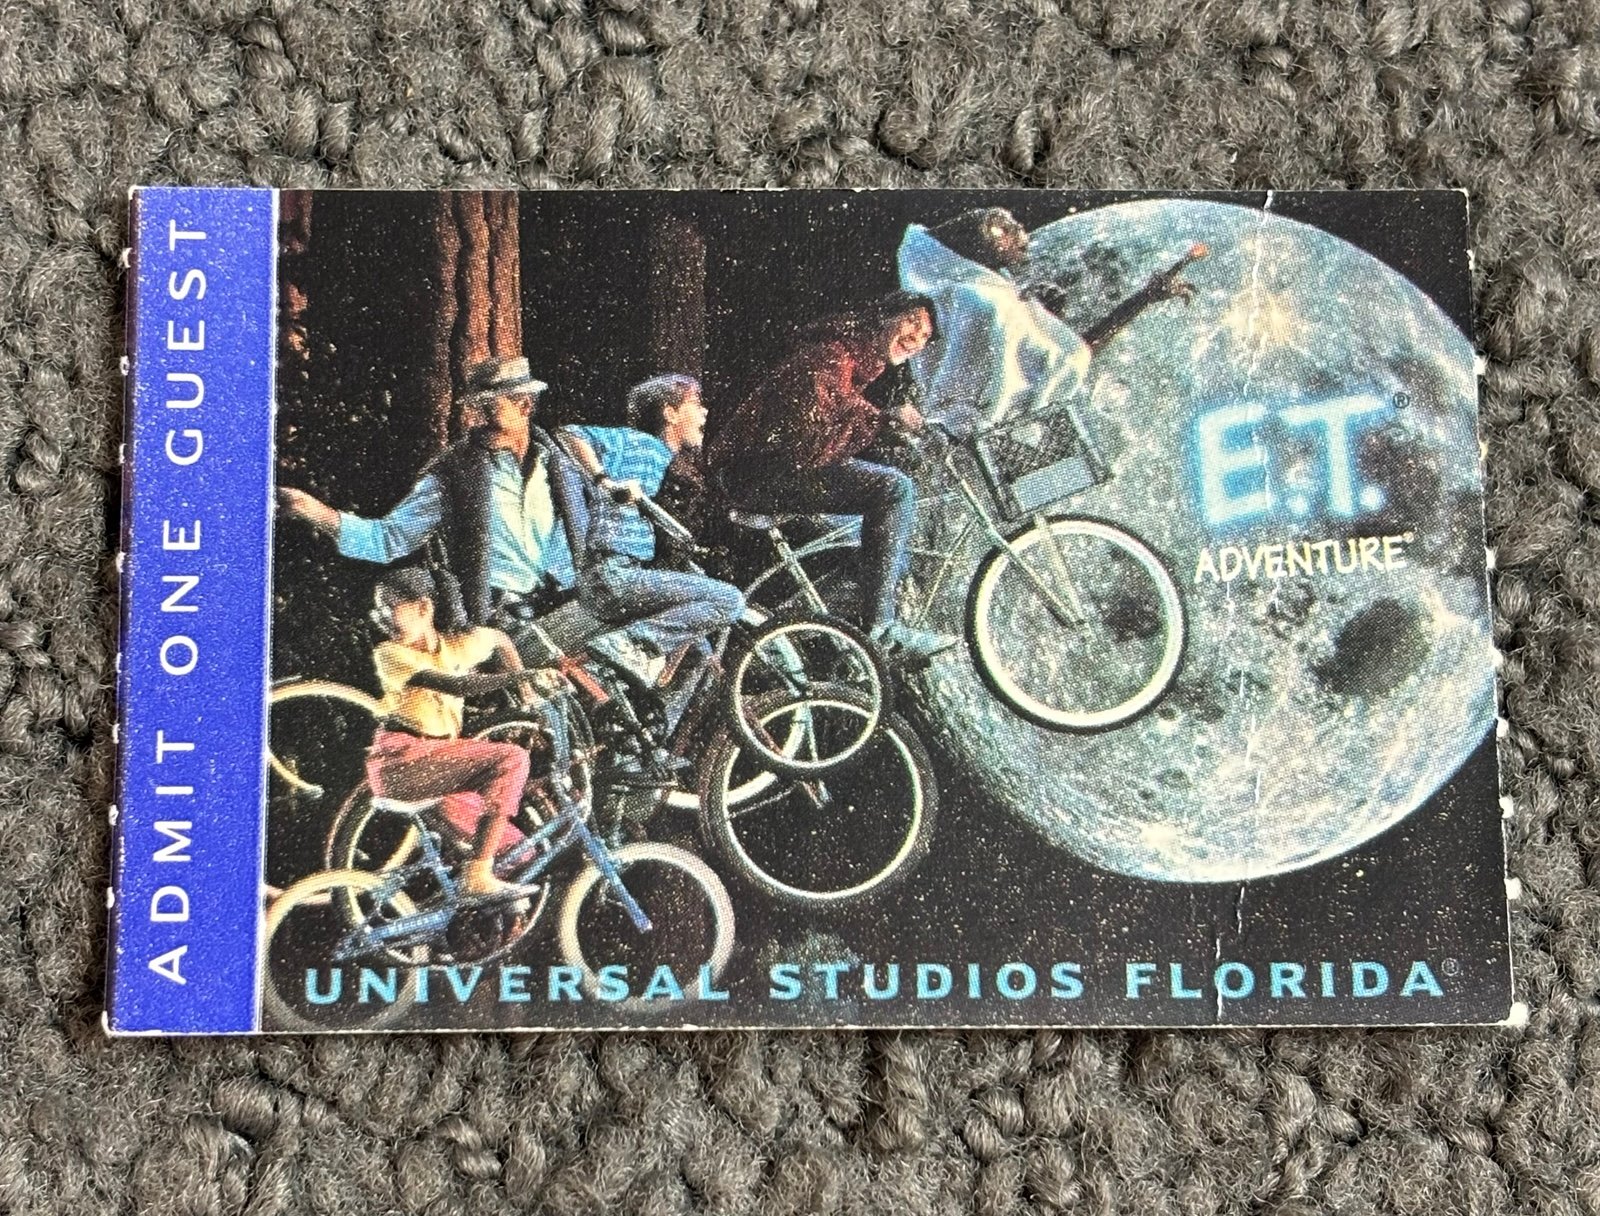 ADMIT ONE GUEST
E.T.®
ADVENTURE®
UNIVERSAL STUDIOS FLORIDA®